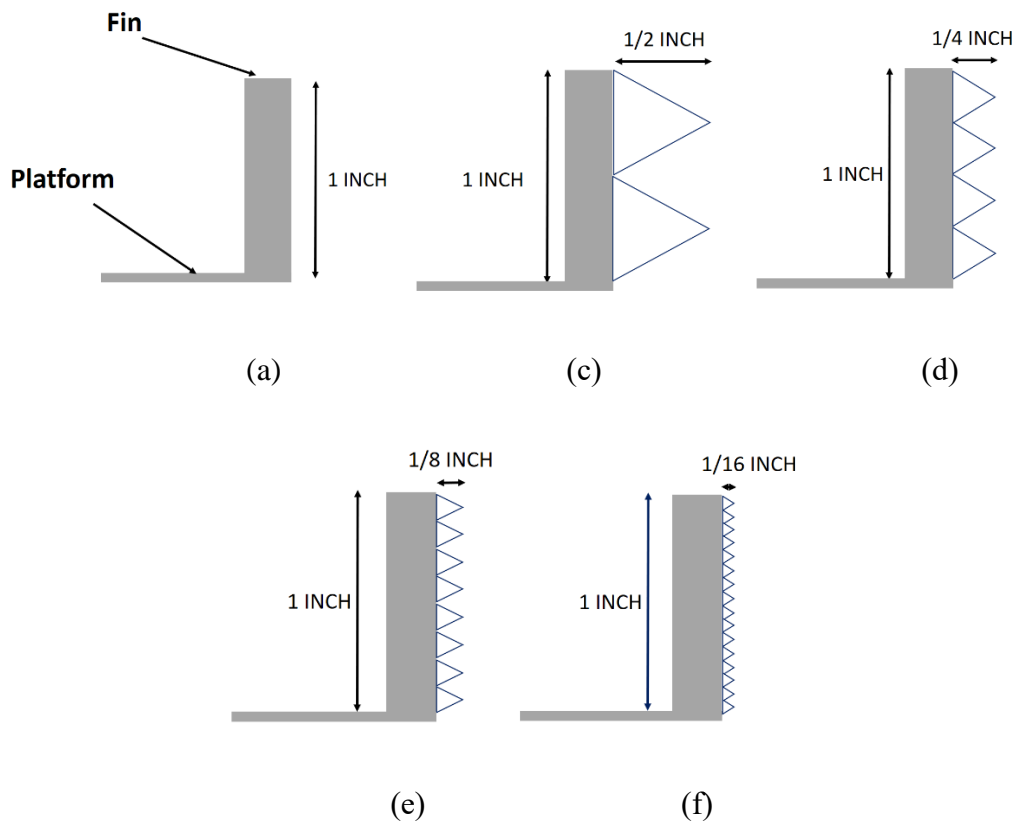 Fin
1/2 INCH
1/4 INCH
Platform
1 INCH
1 INCH
1 INCH
(a)
(c)
(d)
1/8 INCH
1/16 INCH
1 INCH
1 INCH
(e)
(f)